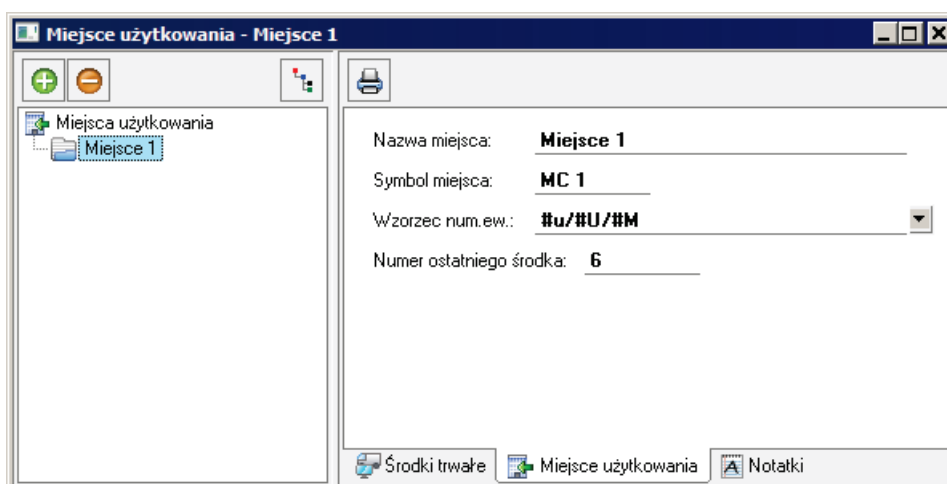 Miejsce użytkowania - Miejsce 1
Miejsca użytkowania
Miejsce 1
Nazwa miejsca: Miejsce 1
Symbol miejsca: MC 1
Wzorzec num.ew.: #u/#U/#M
Numer ostatniego środka: 6
Środki trwałe Miejsce użytkowania Notatki